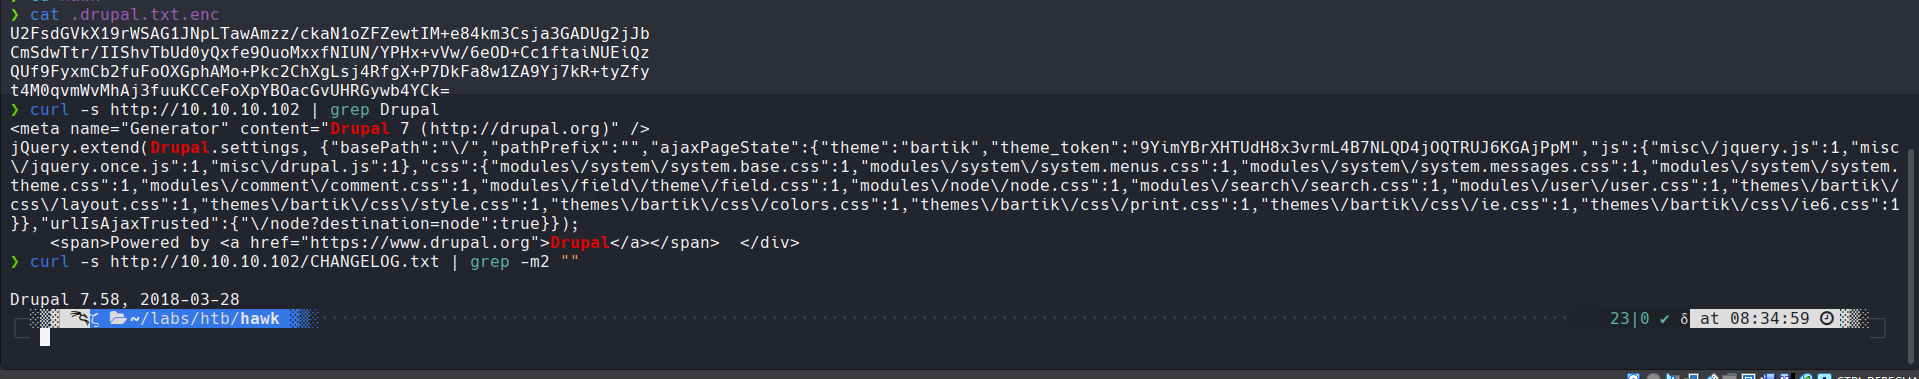 ❯ cat .drupal.txt.enc
U2FsdGVkX19rWSAG1JNpLTawAmzz/ckaN1oZFZewtIM+e84km3Csja3GADUg2jJb
CmSdwTtr/IIShvTbUd0yQxfe9OuoMxxfNIUN/YPHx+vVw/6eOD+Cc1ftaiNUEiQz
QUf9FyxmCb2fuFoOXGphAMo+Pkc2ChXgLsj4RfgX+P7DkFa8w1ZA9Yj7kR+tyZfy
t4M0qvmWvMhAj3fuuKCCeFoXpYBOacGvUHRGywb4YCk=
❯ curl -s http://10.10.10.102 | grep Drupal
<meta name="Generator" content="Drupal 7 (http://drupal.org)" />
jQuery.extend(Drupal.settings, {"basePath":"\/","pathPrefix":"","ajaxPageState":{"theme":"bartik","theme_token":"9YimYBrXHTUdH8x3vrmL4B7NLQD4jOQTRUJ6KGAjPpM","js":{"misc\/jquery.js":1,"misc
\/jquery.once.js":1,"misc\/drupal.js":1},"css":{"modules\/system\/system.base.css":1,"modules\/system\/system.menus.css":1,"modules\/system\/system.messages.css":1,"modules\/system\/system.
theme.css":1,"modules\/comment\/comment.css":1,"modules\/field\/theme\/field.css":1,"modules\/node\/node.css":1,"modules\/search\/search.css":1,"modules\/user\/user.css":1,"themes\/bartik\/
css\/layout.css":1,"themes\/bartik\/css\/style.css":1,"themes\/bartik\/css\/colors.css":1,"themes\/bartik\/css\/print.css":1,"themes\/bartik\/css\/ie.css":1,"themes\/bartik\/css\/ie6.css":1
}},"urlIsAjaxTrusted":{"\/node?destination=node":true}});
<span>Powered by <a href="https://www.drupal.org">Drupal</a></span>  </div>
❯ curl -s http://10.10.10.102/CHANGELOG.txt | grep -m2 ""
Drupal 7.58, 2018-03-28
~/labs/htb/hawk 23|0 ✔ δ at 08:34:59